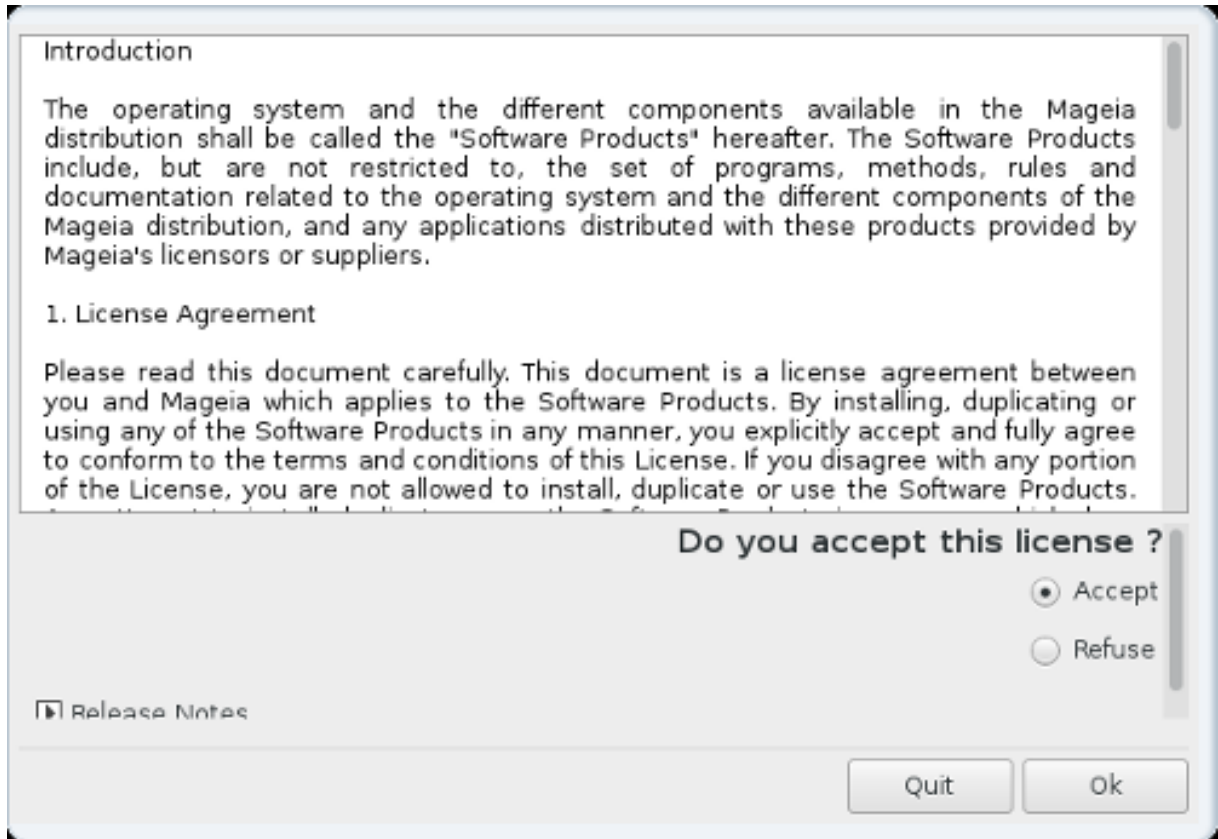 Introduction
The operating system and the different components available in the Mageia
distribution shall be called the "Software Products" hereafter. The Software Products
include, but are not restricted to, the set of programs, methods, rules and
documentation related to the operating system and the different components of the
Mageia distribution, and any applications distributed with these products provided by
Mageia's licensors or suppliers.
1. License Agreement
Please read this document carefully. This document is a license agreement between
you and Mageia which applies to the Software Products. By installing, duplicating or
using any of the Software Products in any manner, you explicitly accept and fully agree
to conform to the terms and conditions of this License. If you disagree with any portion
of the License, you are not allowed to install, duplicate or use the Software Products.
Do you accept this license ?
Accept
Refuse
Release Notes
Quit
Ok